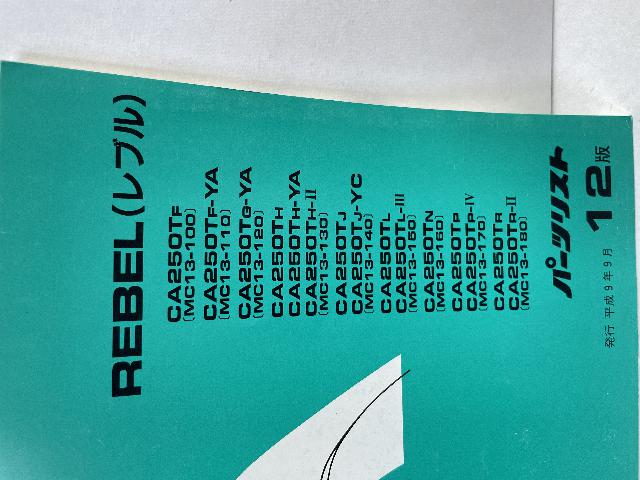 REBEL(レブル)
CA250TF
(MC13-100)
CA250TF-YA
(MC13-110)
CA250TG-YA
(MC13-120)
CA250TH
CA250TH-YA
CA250TH-II
(MC13-130)
CA250TJ
CA250TJ-YC
(MC13-140)
CA250TL
CA250TL-III
(MC13-150)
CA250TN
(MC13-160)
CA250TP
CA250TP-IV
(MC13-170)
CA250TR
CA250TR-II
(MC13-180)
パーツリスト
12版
発行 平成9年9月